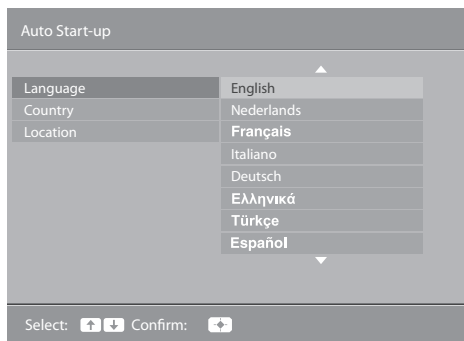 Auto Start-up
Language
Country
Location
English
Nederlands
Français
Italiano
Deutsch
Ελληνικά
Türkçe
Español
Select: Confirm: